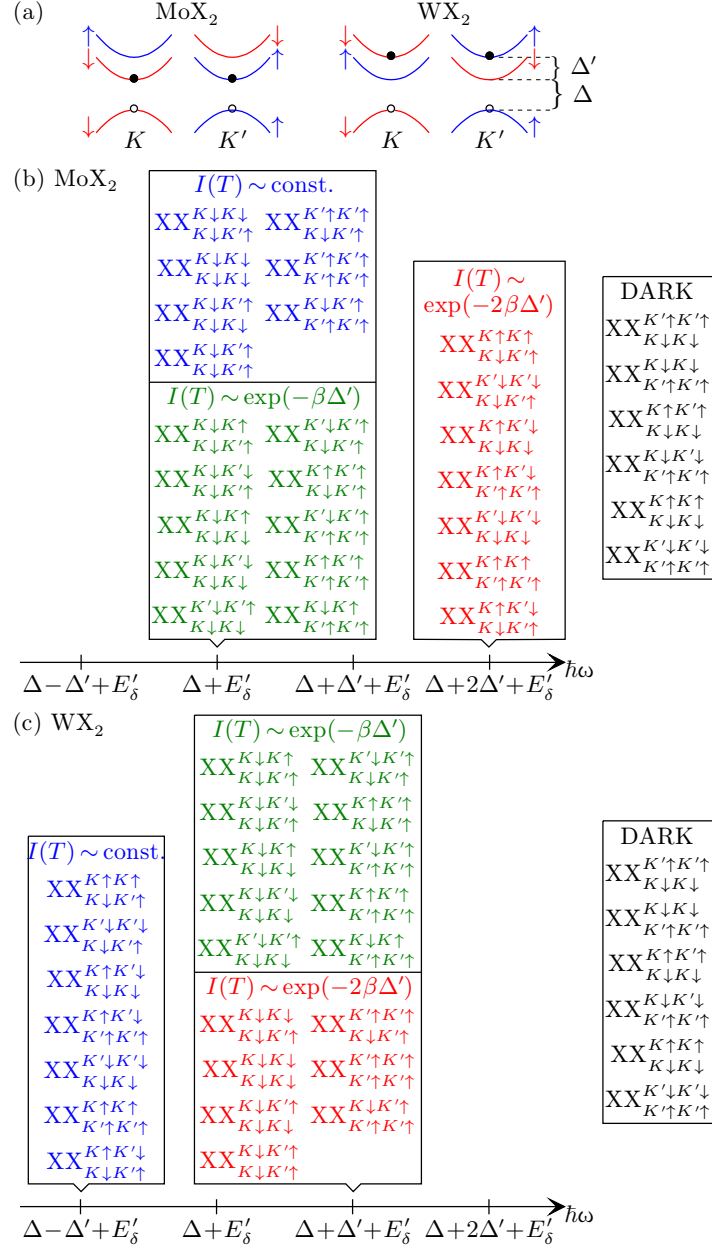 (a) MoX₂ WX₂
↑ ↓ ↓ ↑
↓ ↑ ↑ ↓ } Δ′
} Δ
↓ K K′ ↑ ↓ K K′ ↑
(b) MoX₂
I(T) ∼ const.
XX^{K↓K↓}_{K↓K′↑} XX^{K′↑K′↑}_{K↓K′↑}
XX^{K↓K↓}_{K↓K↓} XX^{K′↑K′↑}_{K′↑K′↑}
XX^{K↓K′↑}_{K↓K↓} XX^{K↓K′↑}_{K′↑K′↑}
XX^{K↓K′↑}_{K↓K′↑}
I(T) ∼ exp(−βΔ′)
XX^{K↓K↑}_{K↓K′↑} XX^{K′↓K′↑}_{K↓K′↑}
XX^{K↓K′↓}_{K↓K′↑} XX^{K↑K′↑}_{K↓K′↑}
XX^{K↓K↑}_{K↓K↓} XX^{K′↓K′↑}_{K′↑K′↑}
XX^{K↓K′↓}_{K↓K↓} XX^{K↑K′↑}_{K′↑K′↑}
XX^{K′↓K′↑}_{K↓K↓} XX^{K↓K↑}_{K′↑K′↑}
I(T) ∼
exp(−2βΔ′)
XX^{K↑K↑}_{K↓K′↑}
XX^{K′↓K′↓}_{K↓K′↑}
XX^{K↑K′↓}_{K↓K↓}
XX^{K↑K′↓}_{K′↑K′↑}
XX^{K′↓K′↓}_{K↓K↓}
XX^{K↑K↑}_{K′↑K′↑}
XX^{K↑K′↓}_{K↓K′↑}
DARK
XX^{K′↑K′↑}_{K↓K↓}
XX^{K↓K↓}_{K′↑K′↑}
XX^{K↑K′↑}_{K↓K↓}
XX^{K↓K′↓}_{K′↑K′↑}
XX^{K↑K↑}_{K↓K↓}
XX^{K′↓K′↓}_{K′↑K′↑}
Δ−Δ′+E′_δ Δ+E′_δ Δ+Δ′+E′_δ Δ+2Δ′+E′_δ ℏω
(c) WX₂
I(T) ∼ const.
XX^{K↑K↑}_{K↓K′↑}
XX^{K′↓K′↓}_{K↓K′↑}
XX^{K↑K′↓}_{K↓K↓}
XX^{K↑K′↓}_{K′↑K′↑}
XX^{K′↓K′↓}_{K↓K↓}
XX^{K↑K↑}_{K′↑K′↑}
XX^{K↑K′↓}_{K↓K′↑}
I(T) ∼ exp(−βΔ′)
XX^{K↓K↑}_{K↓K′↑} XX^{K′↓K′↑}_{K↓K′↑}
XX^{K↓K′↓}_{K↓K′↑} XX^{K↑K′↑}_{K↓K′↑}
XX^{K↓K↑}_{K↓K↓} XX^{K′↓K′↑}_{K′↑K′↑}
XX^{K↓K′↓}_{K↓K↓} XX^{K↑K′↑}_{K′↑K′↑}
XX^{K′↓K′↑}_{K↓K↓} XX^{K↓K↑}_{K′↑K′↑}
I(T) ∼ exp(−2βΔ′)
XX^{K↓K↓}_{K↓K′↑} XX^{K′↑K′↑}_{K↓K′↑}
XX^{K↓K↓}_{K↓K↓} XX^{K′↑K′↑}_{K′↑K′↑}
XX^{K↓K′↑}_{K↓K↓} XX^{K↓K′↑}_{K′↑K′↑}
XX^{K↓K′↑}_{K↓K′↑}
DARK
XX^{K′↑K′↑}_{K↓K↓}
XX^{K↓K↓}_{K′↑K′↑}
XX^{K↑K′↑}_{K↓K↓}
XX^{K↓K′↓}_{K′↑K′↑}
XX^{K↑K↑}_{K↓K↓}
XX^{K′↓K′↓}_{K′↑K′↑}
Δ−Δ′+E′_δ Δ+E′_δ Δ+Δ′+E′_δ Δ+2Δ′+E′_δ ℏω